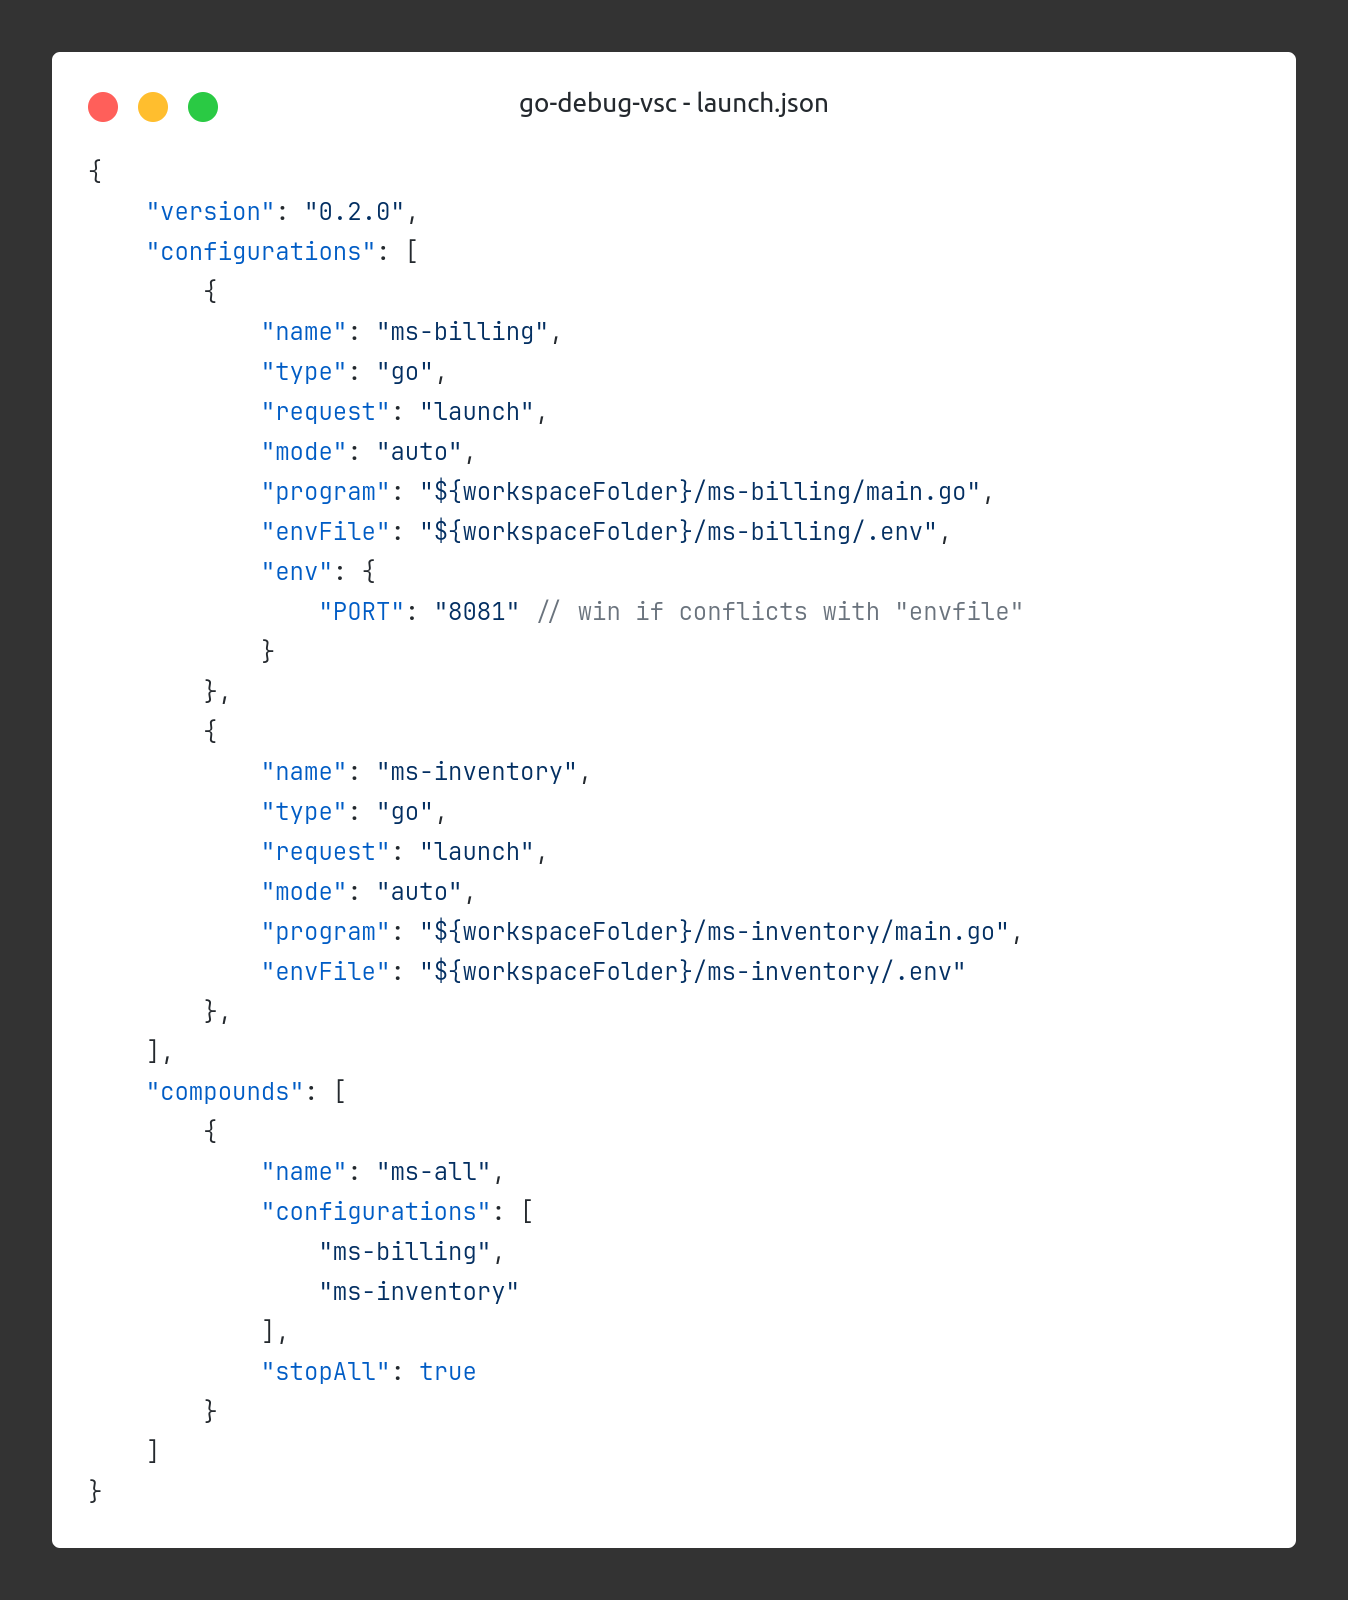 go-debug-vsc - launch.json
{
    "version": "0.2.0",
    "configurations": [
        {
            "name": "ms-billing",
            "type": "go",
            "request": "launch",
            "mode": "auto",
            "program": "${workspaceFolder}/ms-billing/main.go",
            "envFile": "${workspaceFolder}/ms-billing/.env",
            "env": {
                "PORT": "8081" // win if conflicts with "envfile"
            }
        },
        {
            "name": "ms-inventory",
            "type": "go",
            "request": "launch",
            "mode": "auto",
            "program": "${workspaceFolder}/ms-inventory/main.go",
            "envFile": "${workspaceFolder}/ms-inventory/.env"
        },
    ],
    "compounds": [
        {
            "name": "ms-all",
            "configurations": [
                "ms-billing",
                "ms-inventory"
            ],
            "stopAll": true
        }
    ]
}